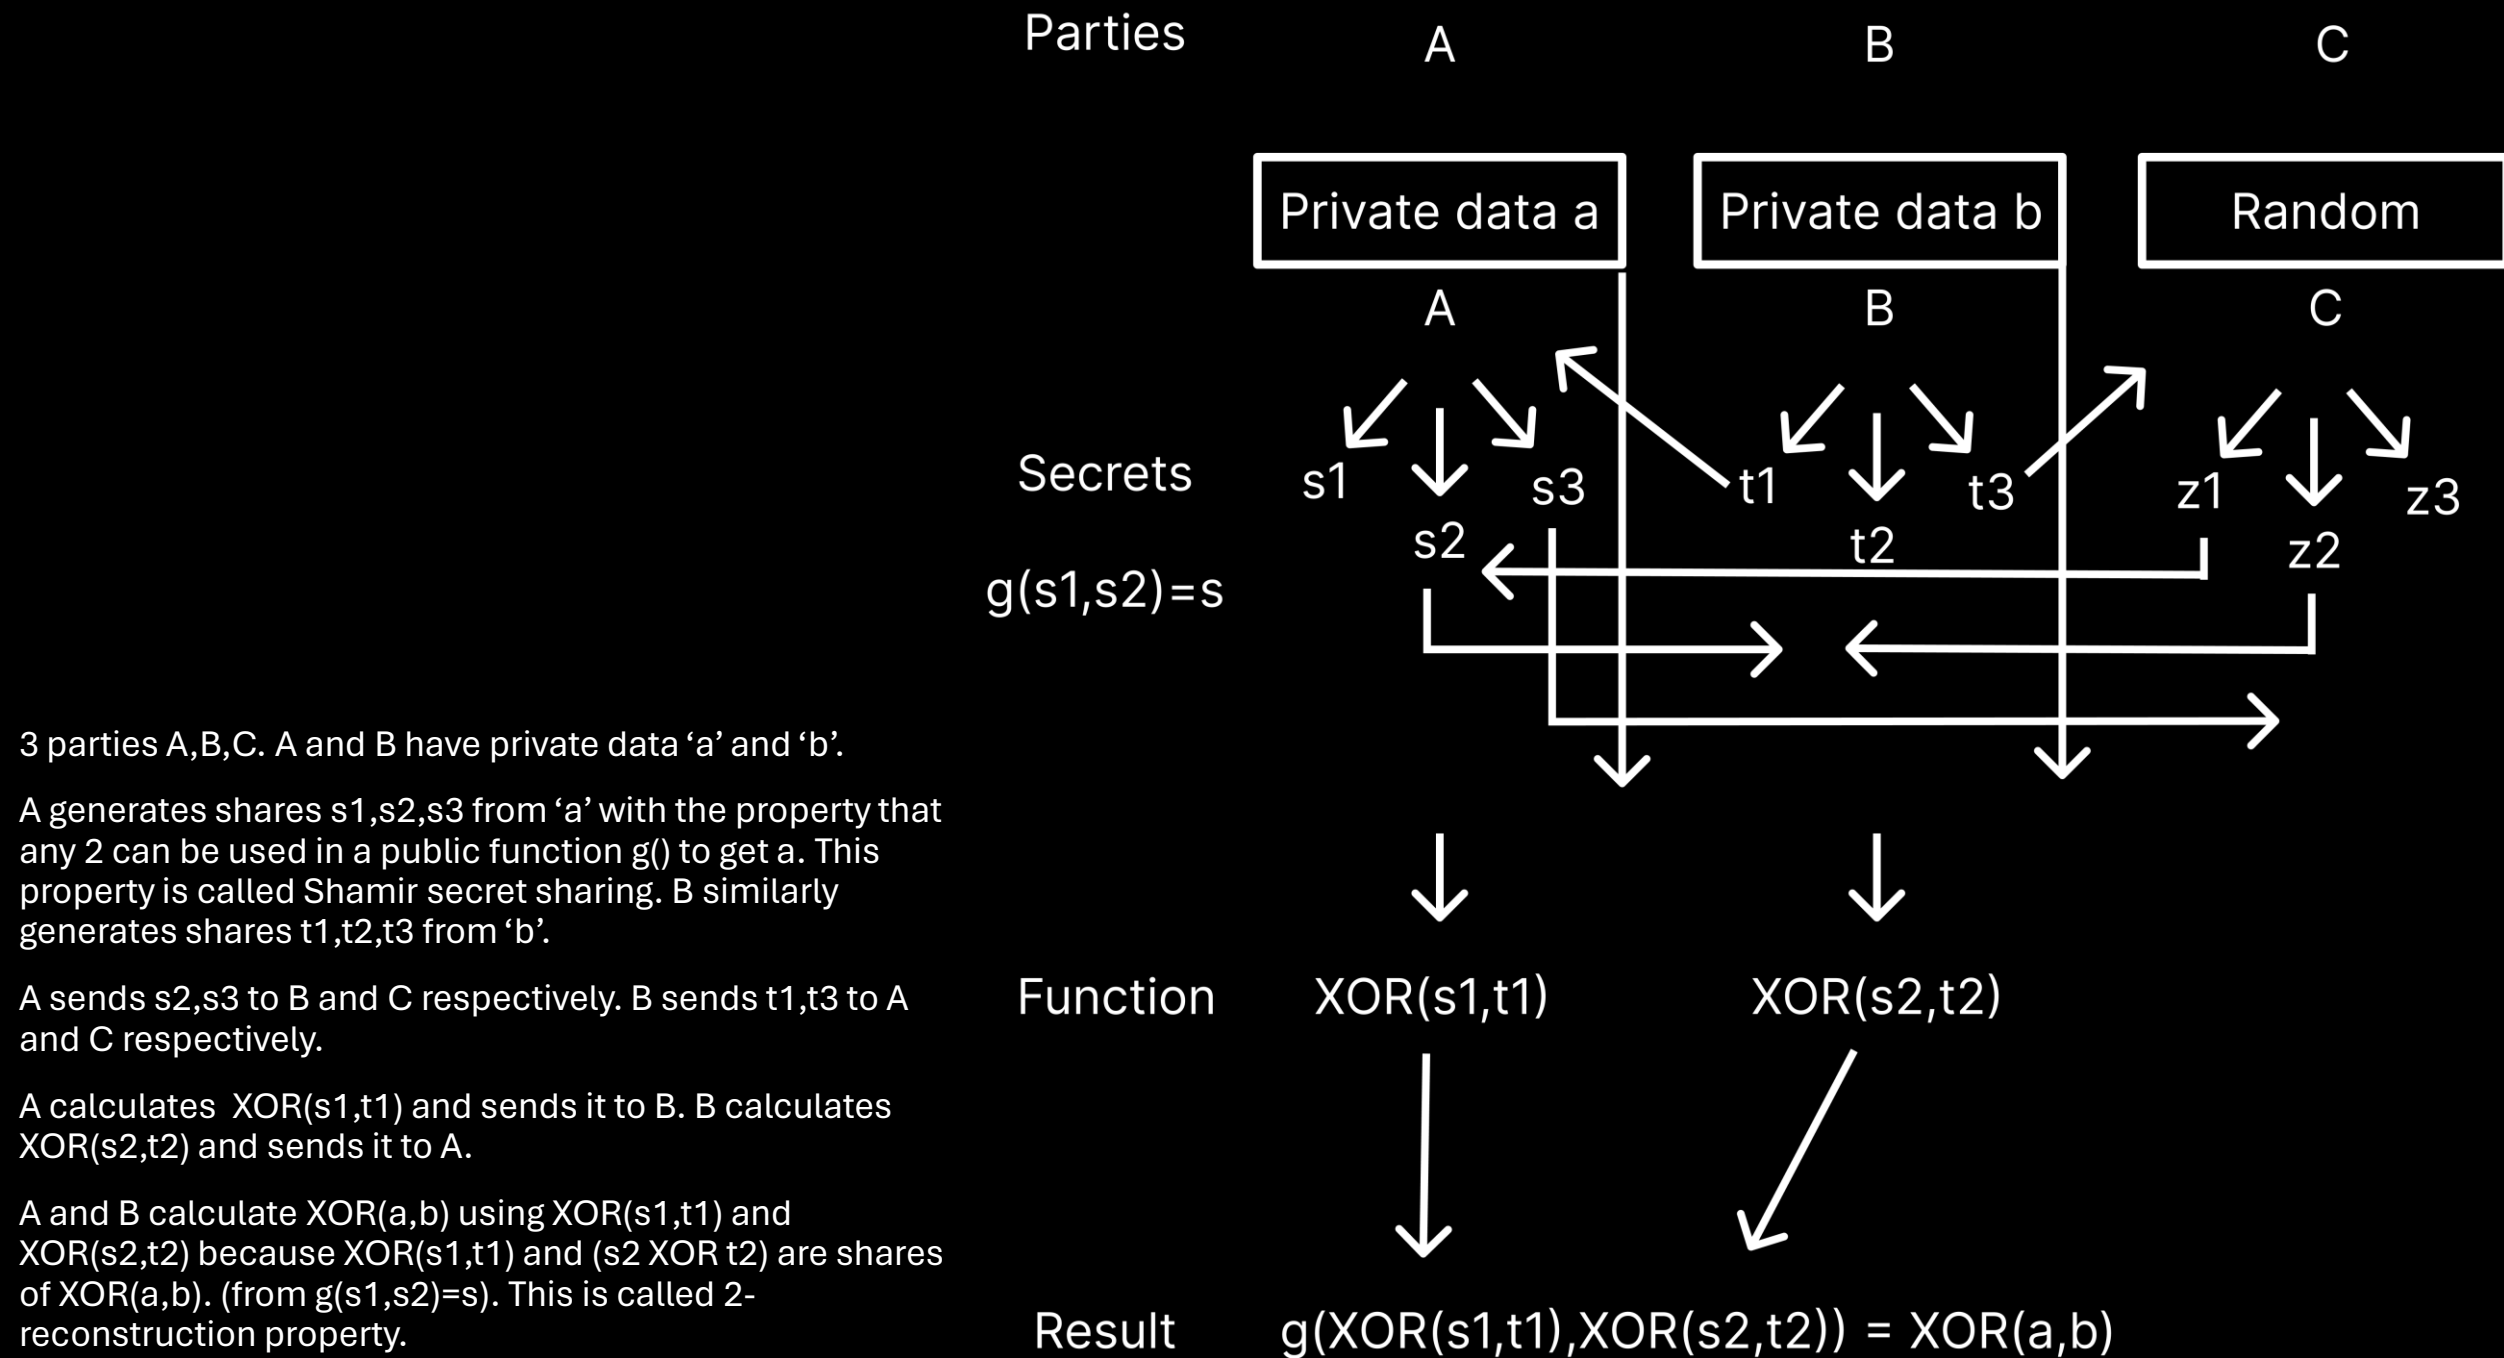 Parties A B C
Private data a Private data b Random
A B C
Secrets s1 s3 t1 t3 z1 z3
s2 t2 z2
g(s1,s2)=s
3 parties A,B,C. A and B have private data ‘a’ and ‘b’.
A generates shares s1,s2,s3 from ‘a’ with the property that
any 2 can be used in a public function g() to get a. This
property is called Shamir secret sharing. B similarly
generates shares t1,t2,t3 from ‘b’.
A sends s2,s3 to B and C respectively. B sends t1,t3 to A
and C respectively.
A calculates XOR(s1,t1) and sends it to B. B calculates
XOR(s2,t2) and sends it to A.
A and B calculate XOR(a,b) using XOR(s1,t1) and
XOR(s2,t2) because XOR(s1,t1) and (s2 XOR t2) are shares
of XOR(a,b). (from g(s1,s2)=s). This is called 2-
reconstruction property.
Function XOR(s1,t1) XOR(s2,t2)
Result g(XOR(s1,t1),XOR(s2,t2)) = XOR(a,b)